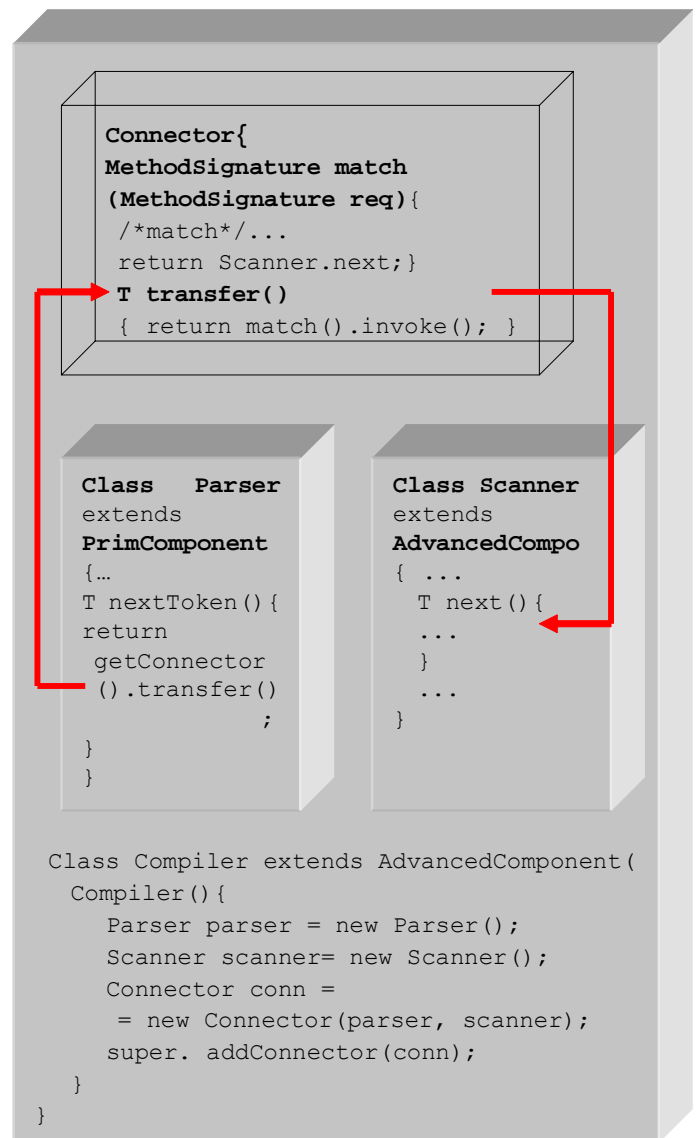 Connector{
MethodSignature match
(MethodSignature req){
/*match*/...
return Scanner.next;}
T transfer()
{ return match().invoke(); }
Class Parser
extends
PrimComponent
{…
T nextToken(){
return
getConnector
().transfer()
;
}
}
Class Scanner
extends
AdvancedCompo
{ ...
T next(){
...
}
...
}
Class Compiler extends AdvancedComponent(
Compiler(){
Parser parser = new Parser();
Scanner scanner= new Scanner();
Connector conn =
= new Connector(parser, scanner);
super. addConnector(conn);
}
}